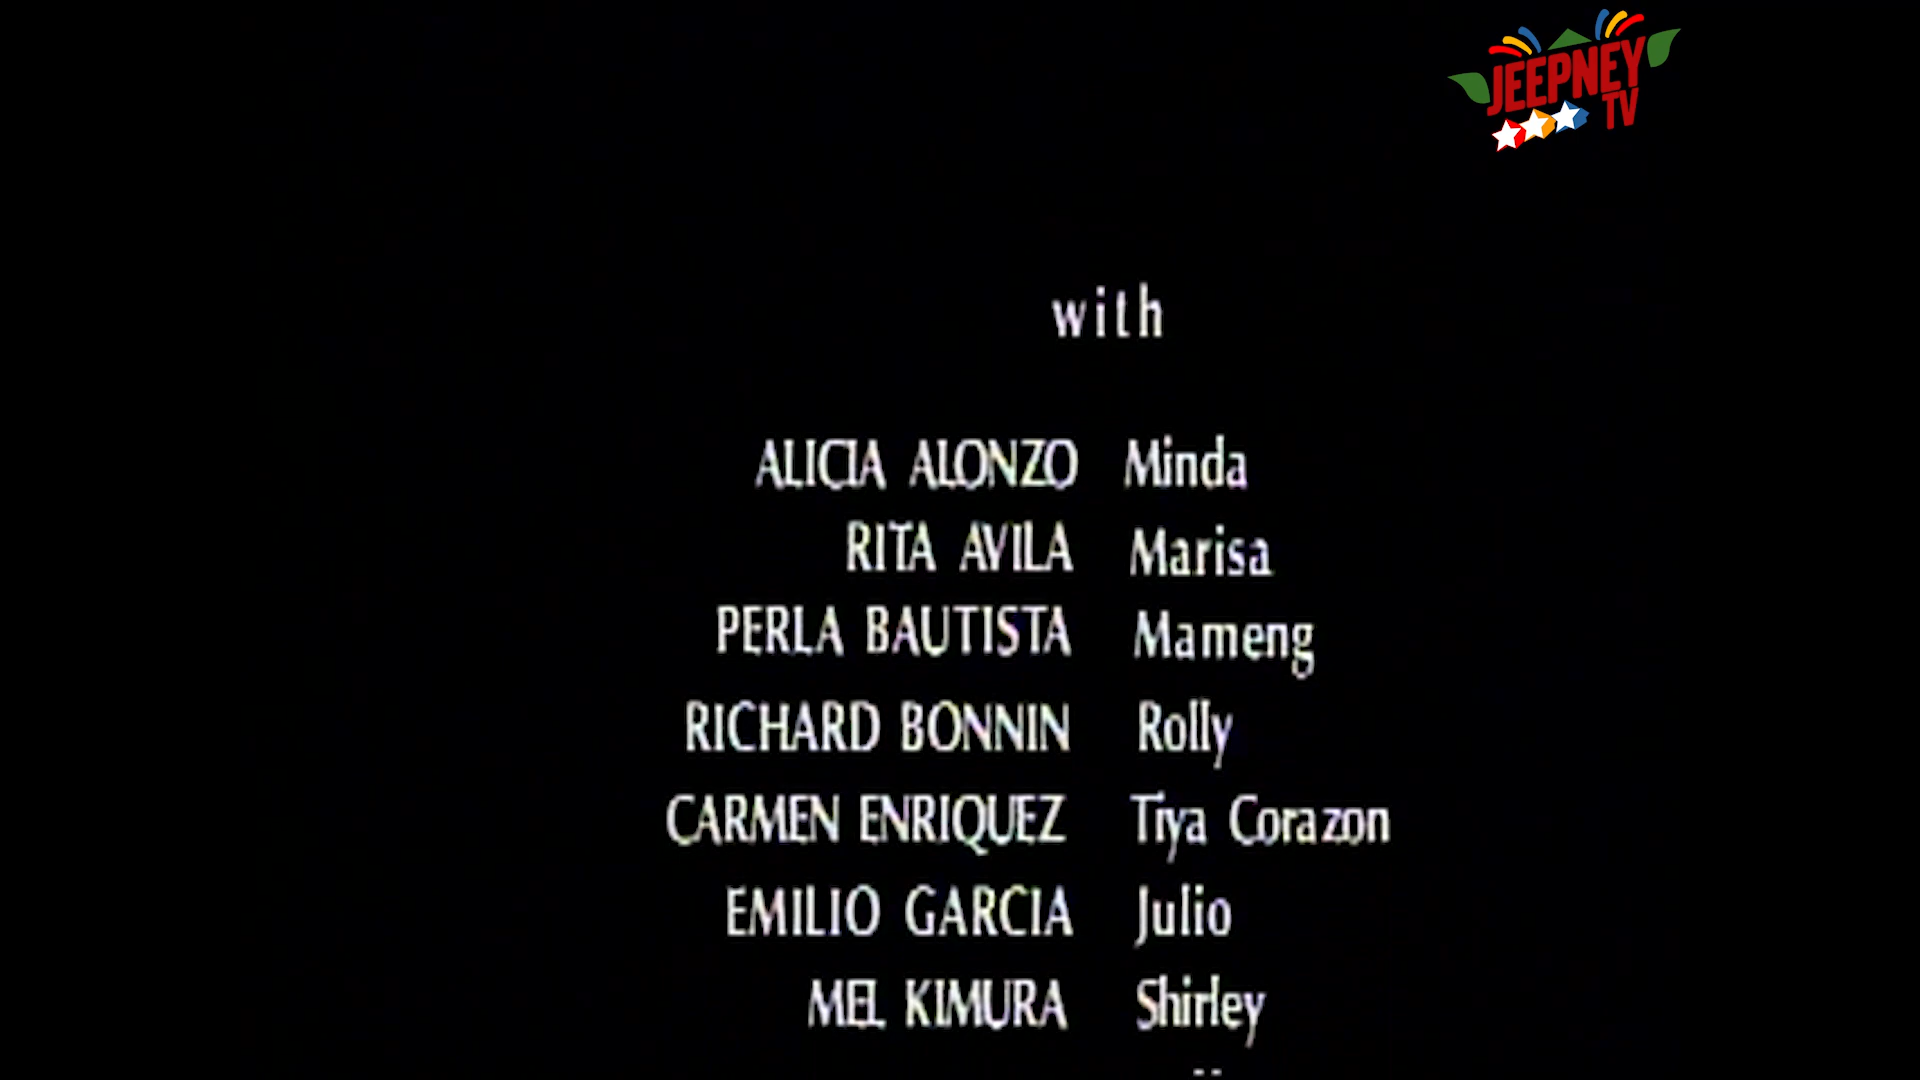 JEEPNEY
TV
with
ALICIA ALONZO Minda
RITA AVILA Marisa
PERLA BAUTISTA Mameng
RICHARD BONNIN Rolly
CARMEN ENRIQUEZ Tiya Corazon
EMILIO GARCIA Julio
MEL KIMURA Shirley